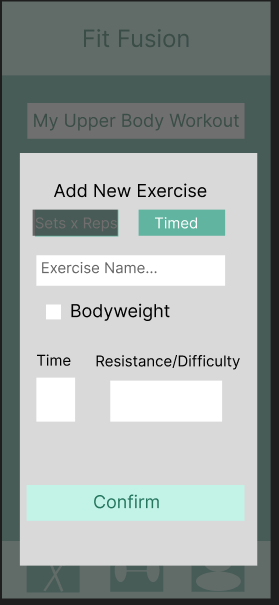 Fit Fusion
My Upper Body Workout
Add New Exercise
Sets x Reps Timed
Exercise Name...
Bodyweight
Time Resistance/Difficulty
Confirm